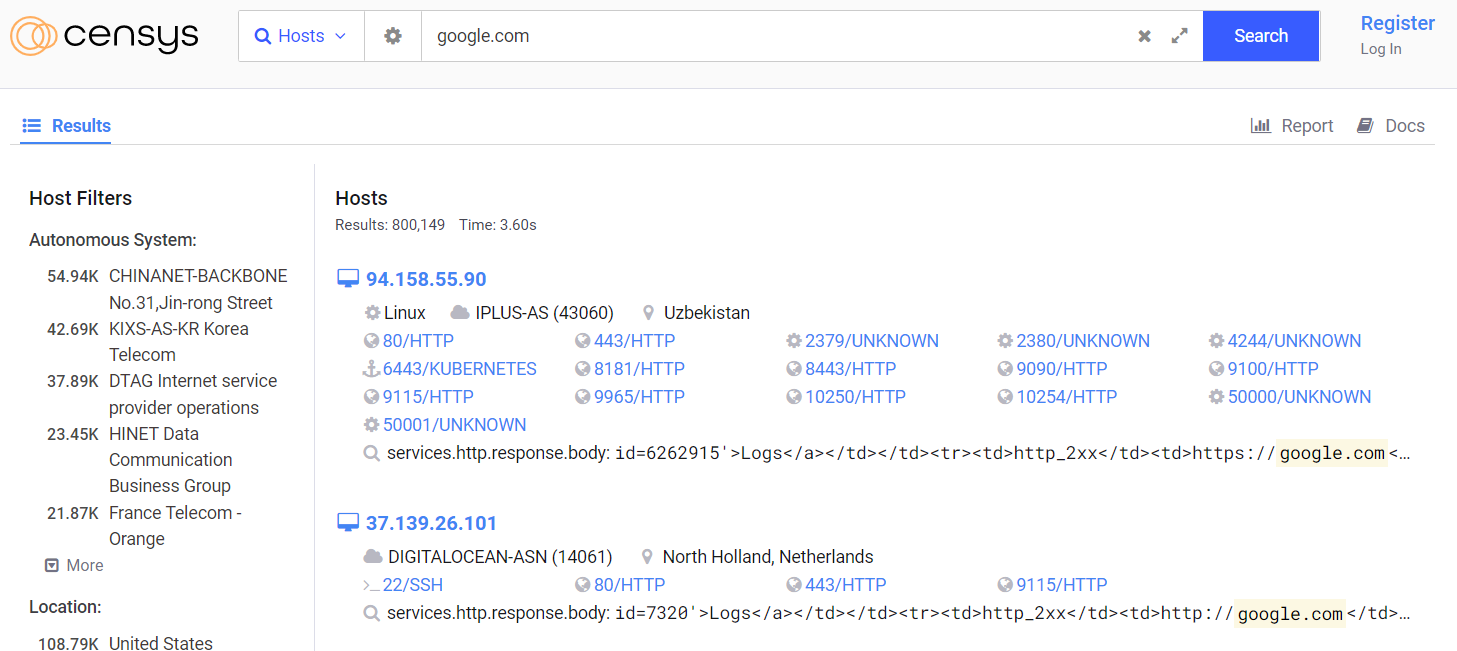 censys
Hosts
google.com
Search
Register
Log In
Results
Report
Docs
Host Filters
Autonomous System:
54.94K CHINANET-BACKBONE
No.31,Jin-rong Street
42.69K KIXS-AS-KR Korea
Telecom
37.89K DTAG Internet service
provider operations
23.45K HINET Data
Communication
Business Group
21.87K France Telecom -
Orange
More
Location:
108.79K United States
Hosts
Results: 800,149 Time: 3.60s
94.158.55.90
Linux IPLUS-AS (43060) Uzbekistan
80/HTTP 443/HTTP 2379/UNKNOWN 2380/UNKNOWN 4244/UNKNOWN
6443/KUBERNETES 8181/HTTP 8443/HTTP 9090/HTTP 9100/HTTP
9115/HTTP 9965/HTTP 10250/HTTP 10254/HTTP 50000/UNKNOWN
50001/UNKNOWN
services.http.response.body: id=6262915'>Logs</a></td></td><tr><td>http_2xx</td><td>https://google.com<…
37.139.26.101
DIGITALOCEAN-ASN (14061) North Holland, Netherlands
22/SSH 80/HTTP 443/HTTP 9115/HTTP
services.http.response.body: id=7320'>Logs</a></td></td><tr><td>http_2xx</td><td>http://google.com</td>…